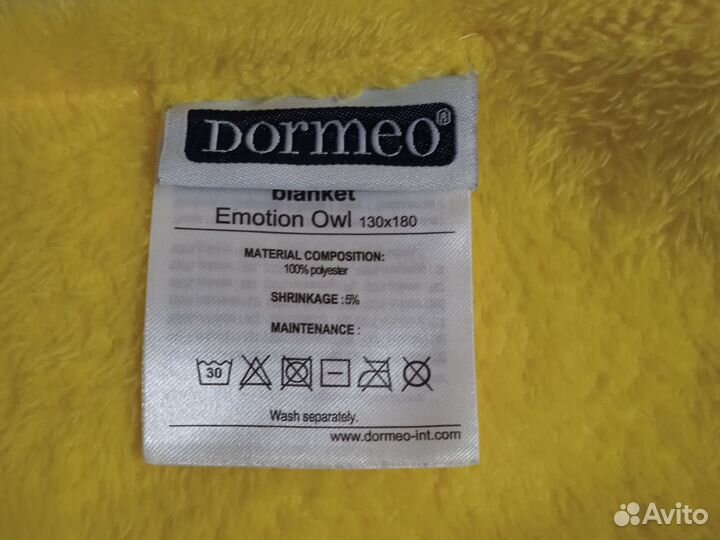 Dormeo®
blanket
Emotion Owl 130x180
MATERIAL COMPOSITION:
100% polyester
SHRINKAGE: 5%
MAINTENANCE :
30
Wash separately.
www.dormeo-int.com
Avito